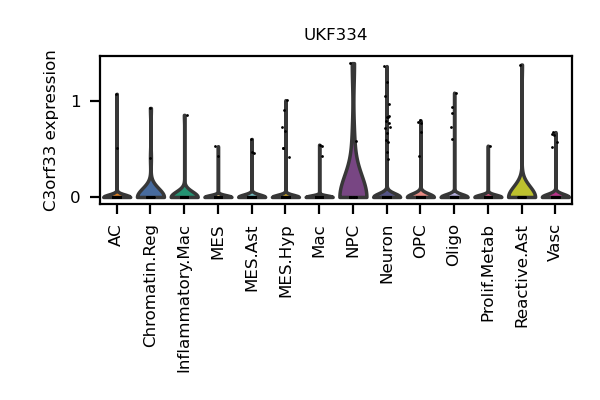 UKF334
C3orf33 expression
1
0
AC
Chromatin.Reg
Inflammatory.Mac
MES
MES.Ast
MES.Hyp
Mac
NPC
Neuron
OPC
Oligo
Prolif.Metab
Reactive.Ast
Vasc